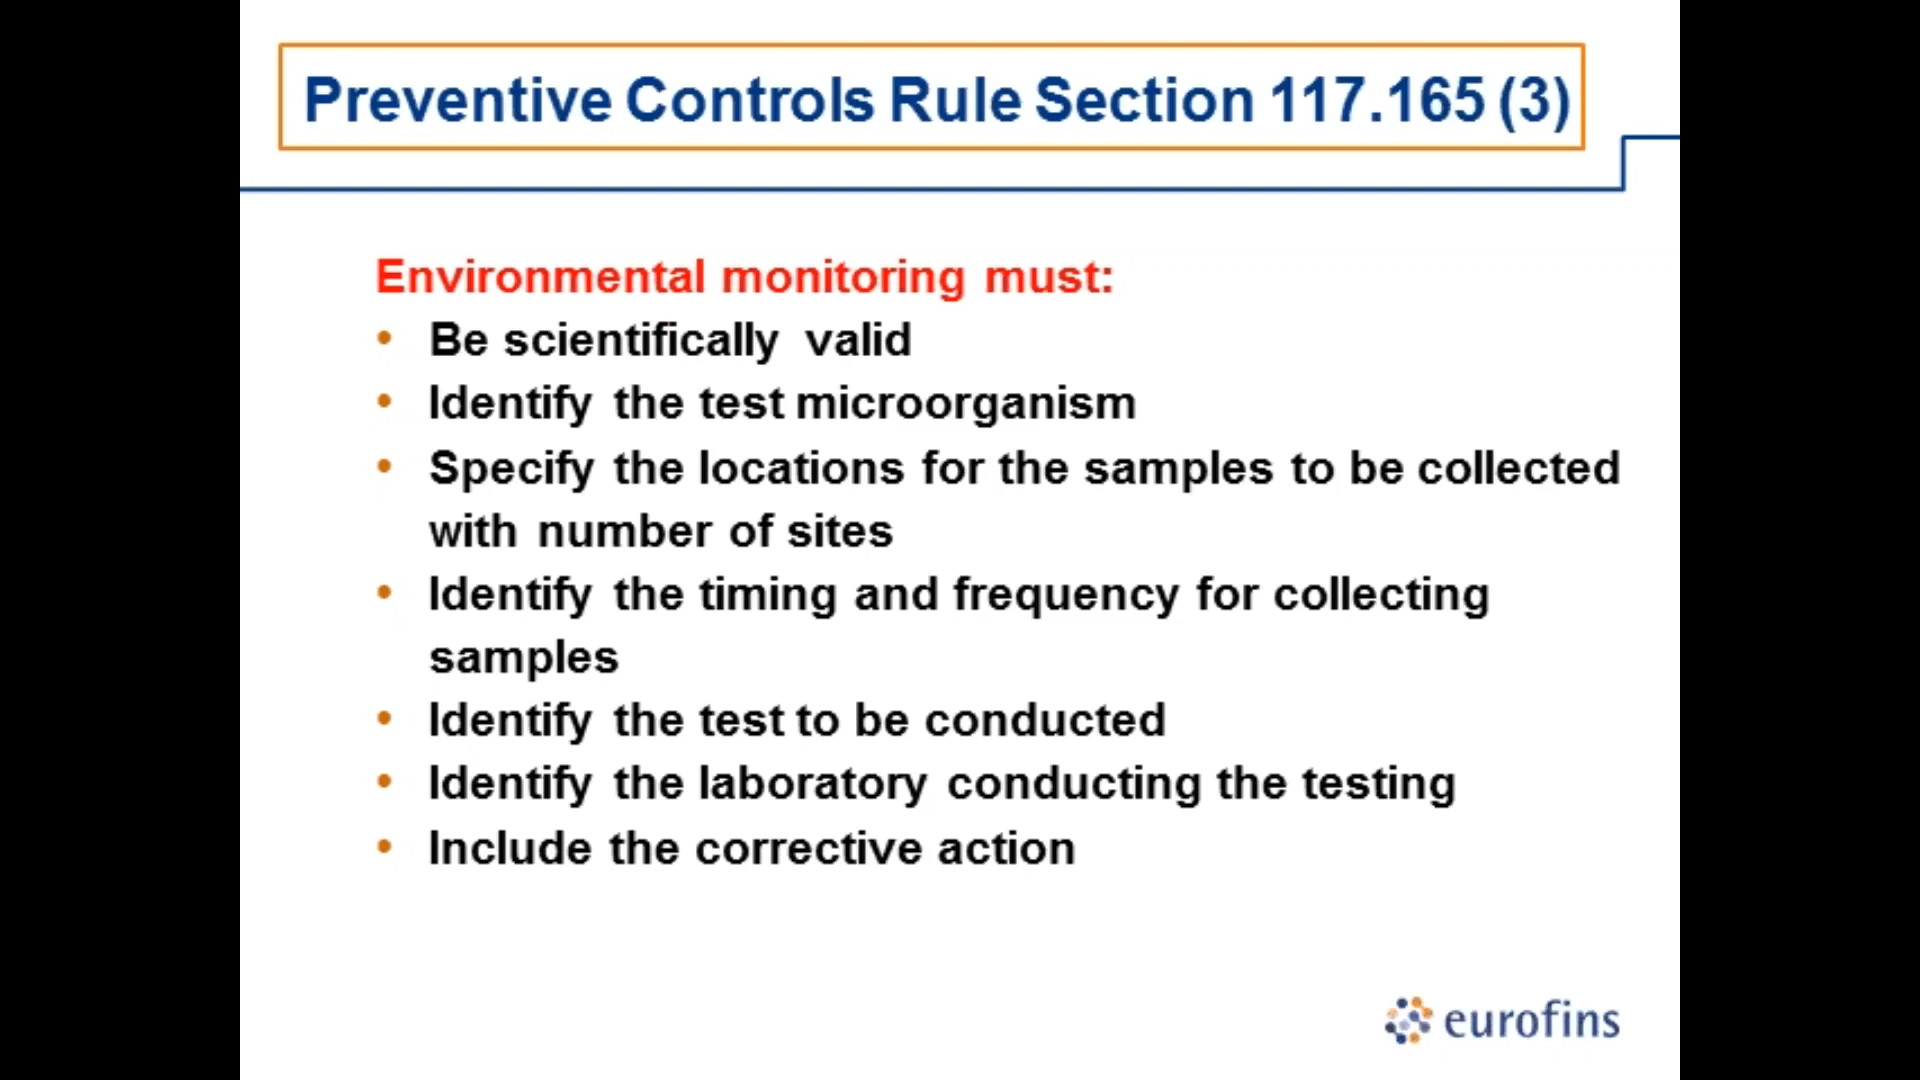 Preventive Controls Rule Section 117.165 (3)
Environmental monitoring must:
• Be scientifically valid
• Identify the test microorganism
• Specify the locations for the samples to be collected
with number of sites
• Identify the timing and frequency for collecting
samples
• Identify the test to be conducted
• Identify the laboratory conducting the testing
• Include the corrective action
eurofins